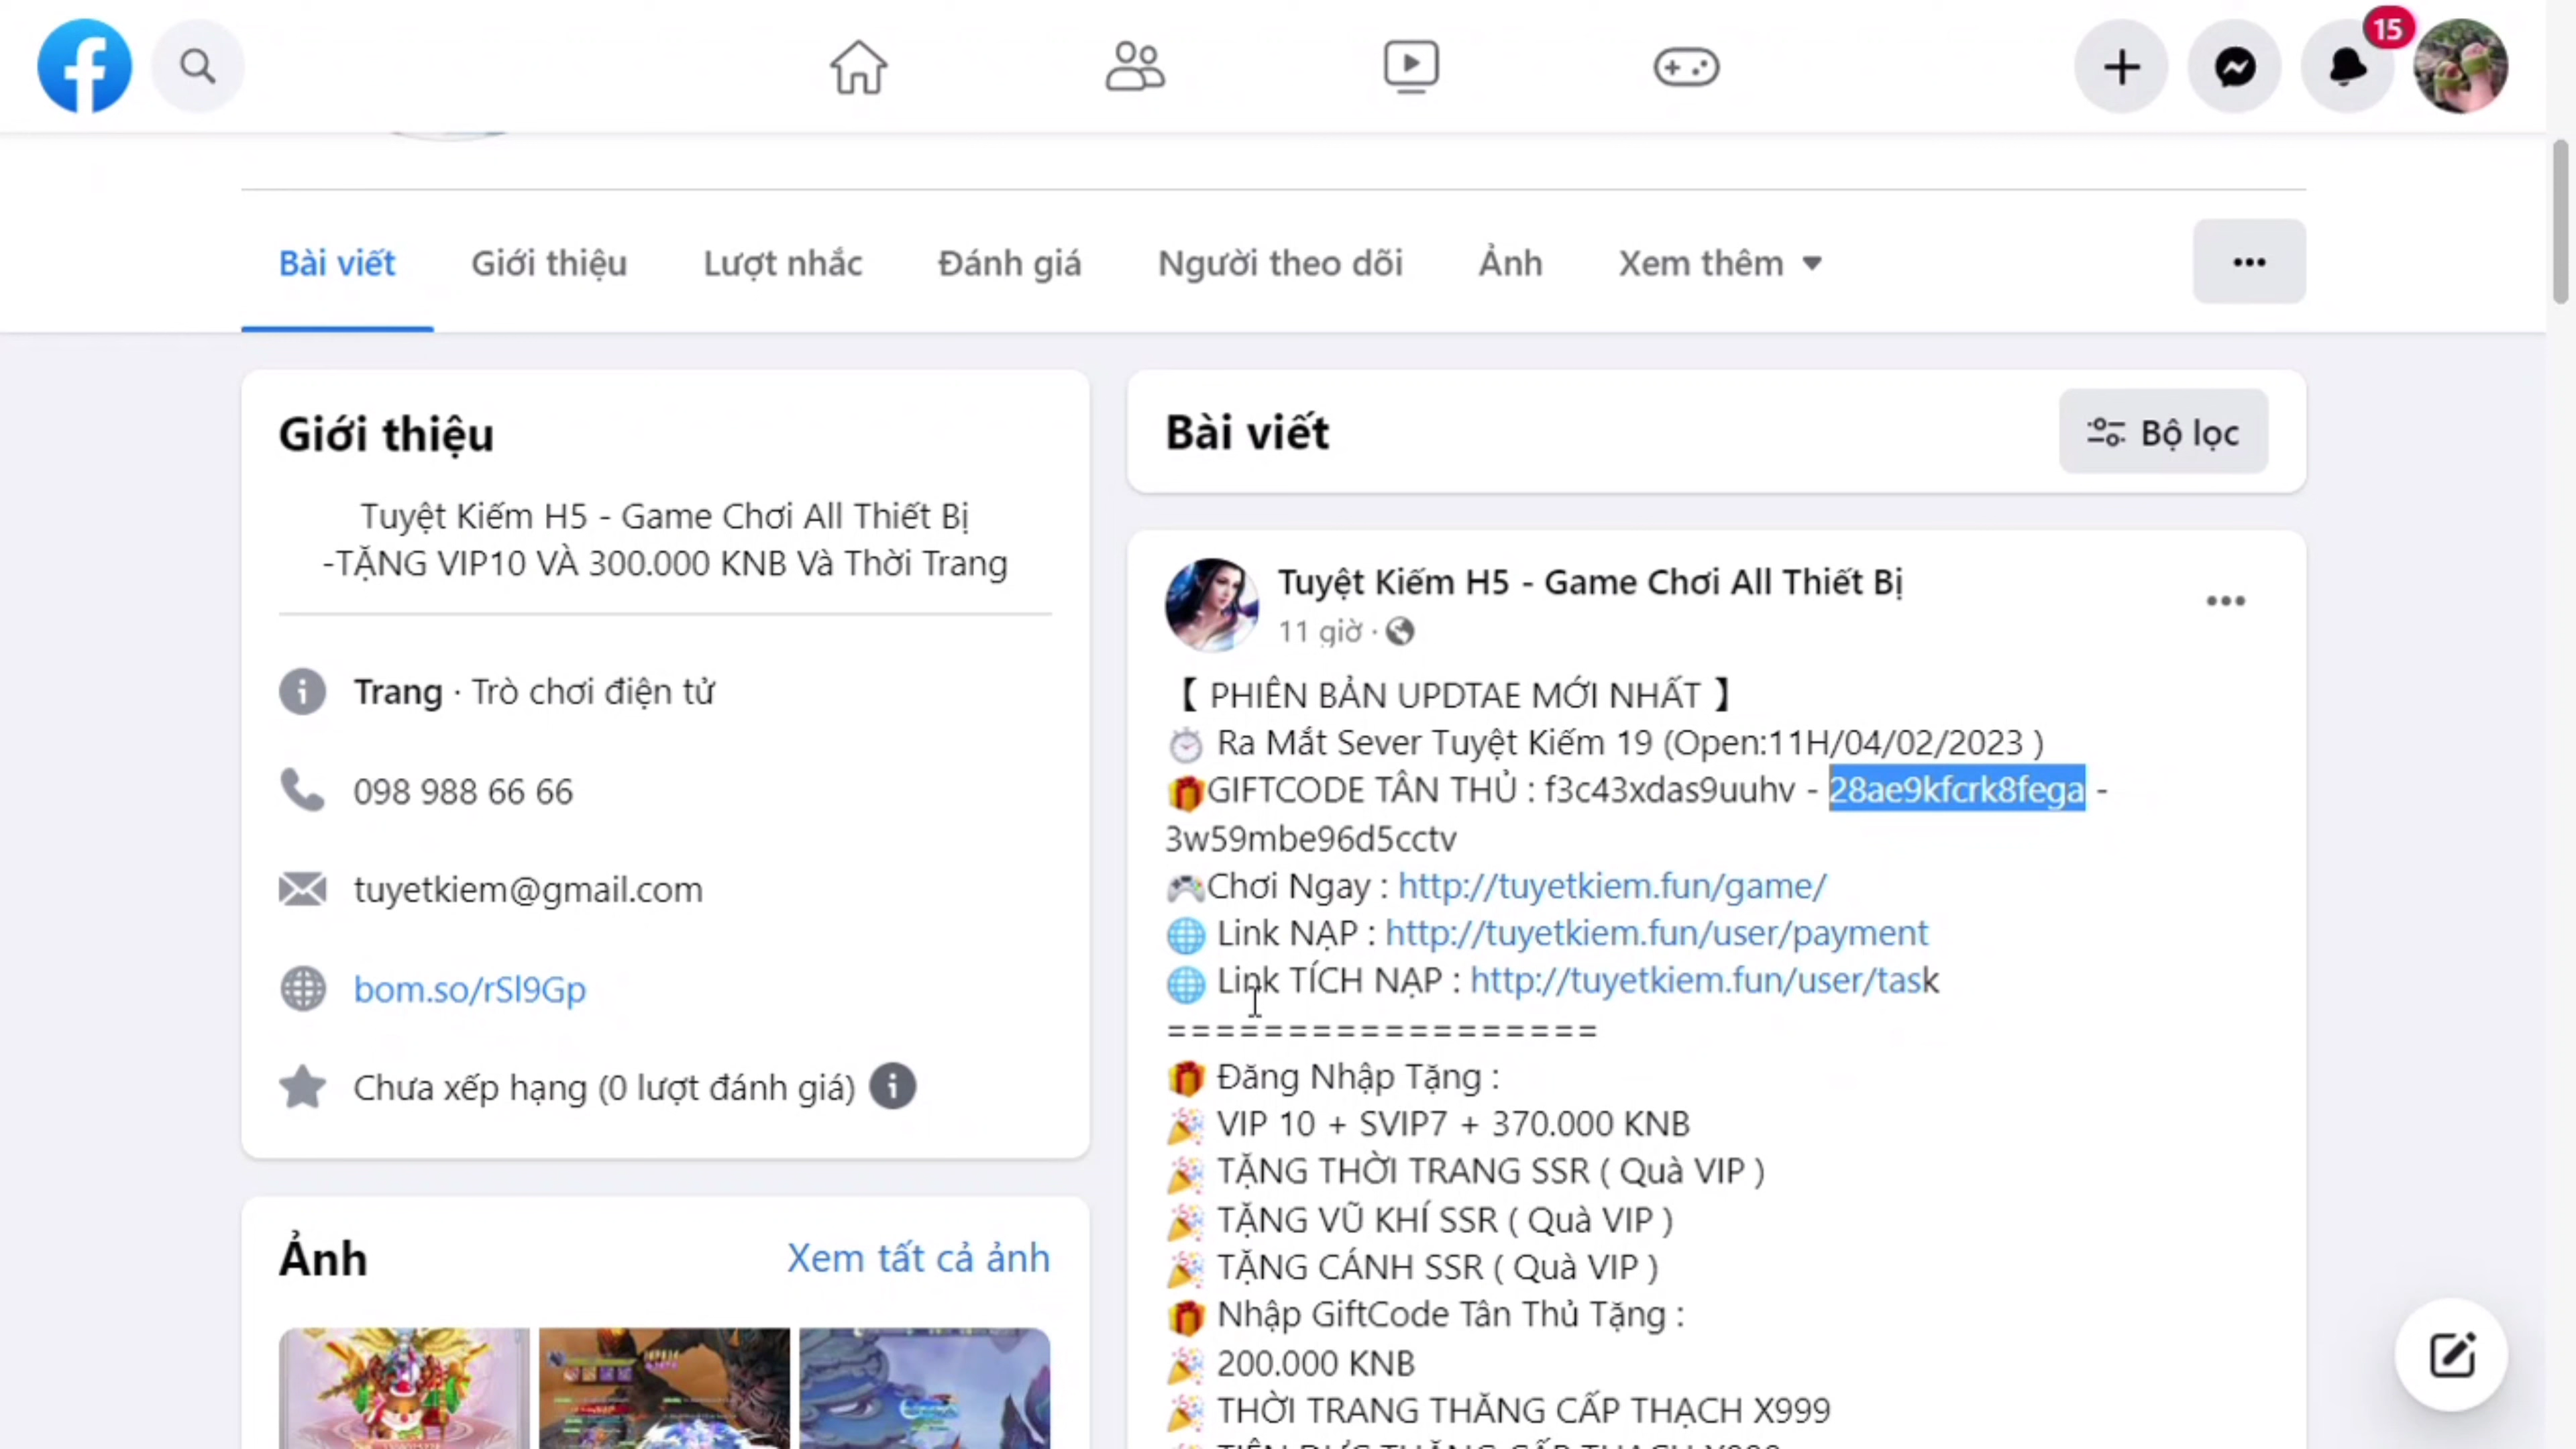 15
Bài viết
Giới thiệu
Lượt nhắc
Đánh giá
Người theo dõi
Ảnh
Xem thêm
Giới thiệu
Tuyệt Kiếm H5 - Game Chơi All Thiết Bị
-TẶNG VIP10 VÀ 300.000 KNB Và Thời Trang
Trang · Trò chơi điện tử
098 988 66 66
tuyetkiem@gmail.com
bom.so/rSl9Gp
Chưa xếp hạng (0 lượt đánh giá)
Ảnh
Xem tất cả ảnh
Bài viết
Bộ lọc
Tuyệt Kiếm H5 - Game Chơi All Thiết Bị
11 giờ ·
【 PHIÊN BẢN UPDTAE MỚI NHẤT 】
Ra Mắt Sever Tuyệt Kiếm 19 (Open:11H/04/02/2023 )
GIFTCODE TÂN THỦ : f3c43xdas9uuhv - 28ae9kfcrk8fega -
3w59mbe96d5cctv
Chơi Ngay : http://tuyetkiem.fun/game/
Link NẠP : http://tuyetkiem.fun/user/payment
Link TÍCH NẠP : http://tuyetkiem.fun/user/task
==================
Đăng Nhập Tặng :
VIP 10 + SVIP7 + 370.000 KNB
TẶNG THỜI TRANG SSR ( Quà VIP )
TẶNG VŨ KHÍ SSR ( Quà VIP )
TẶNG CÁNH SSR ( Quà VIP )
Nhập GiftCode Tân Thủ Tặng :
200.000 KNB
THỜI TRANG THĂNG CẤP THẠCH X999